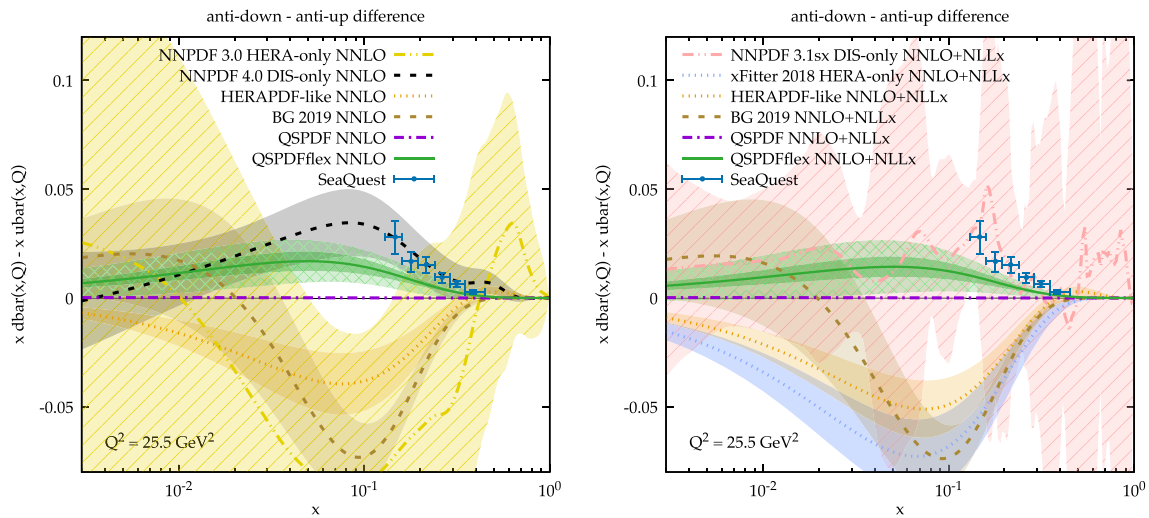 anti-down - anti-up difference
x dbar(x,Q) - x ubar(x,Q)
0.1
0.05
0
-0.05
NNPDF 3.0 HERA-only NNLO
NNPDF 4.0 DIS-only NNLO
HERAPDF-like NNLO
BG 2019 NNLO
QSPDF NNLO
QSPDFflex NNLO
SeaQuest
Q² = 25.5 GeV²
10⁻²
10⁻¹
10⁰
x
anti-down - anti-up difference
x dbar(x,Q) - x ubar(x,Q)
0.1
0.05
0
-0.05
NNPDF 3.1sx DIS-only NNLO+NLLx
xFitter 2018 HERA-only NNLO+NLLx
HERAPDF-like NNLO+NLLx
BG 2019 NNLO+NLLx
QSPDF NNLO+NLLx
QSPDFflex NNLO+NLLx
SeaQuest
Q² = 25.5 GeV²
10⁻²
10⁻¹
10⁰
x